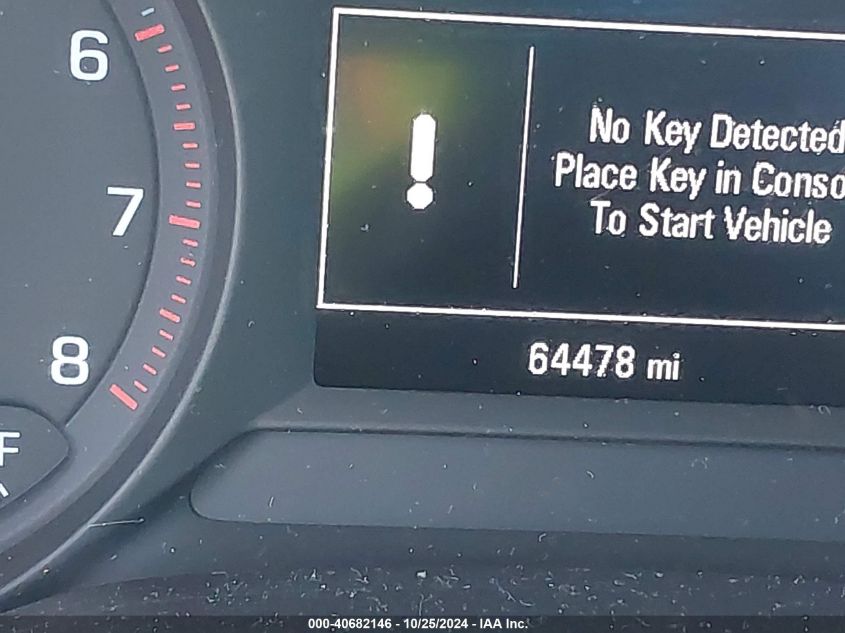 6
7
8
F
No Key Detected
Place Key in Conso
To Start Vehicle
64478 mi
000-40682146 - 10/25/2024 - IAA Inc.